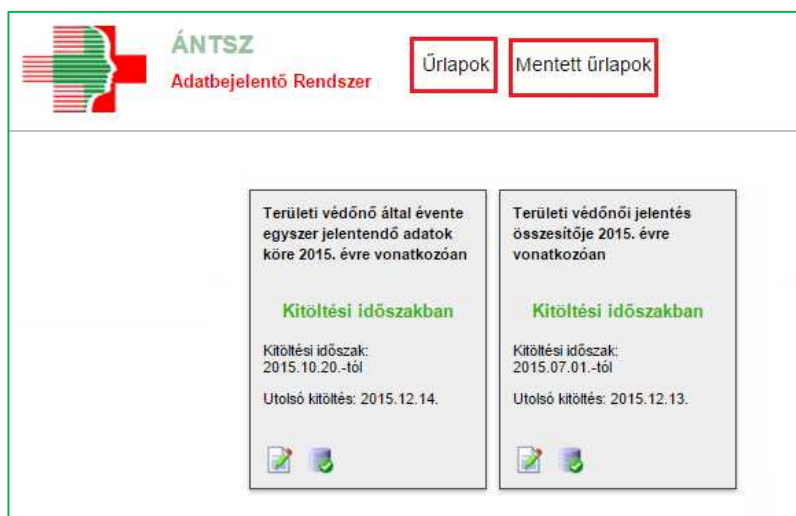 ÁNTSZ
Adatbejelentő Rendszer
Űrlapok
Mentett űrlapok
Területi védőnő által évente
egyszer jelentendő adatok
köre 2015. évre vonatkozóan
Kitöltési időszakban
Kitöltési időszak:
2015.10.20.-tól
Utolsó kitöltés: 2015.12.14.
Területi védőnői jelentés
összesítője 2015. évre
vonatkozóan
Kitöltési időszakban
Kitöltési időszak:
2015.07.01.-tól
Utolsó kitöltés: 2015.12.13.